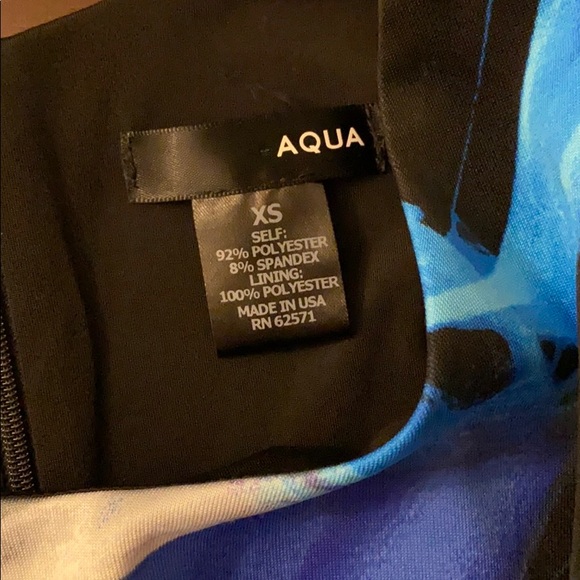 AQUA
XS
SELF:
92% POLYESTER
8% SPANDEX
LINING:
100% POLYESTER
MADE IN USA
RN 62571